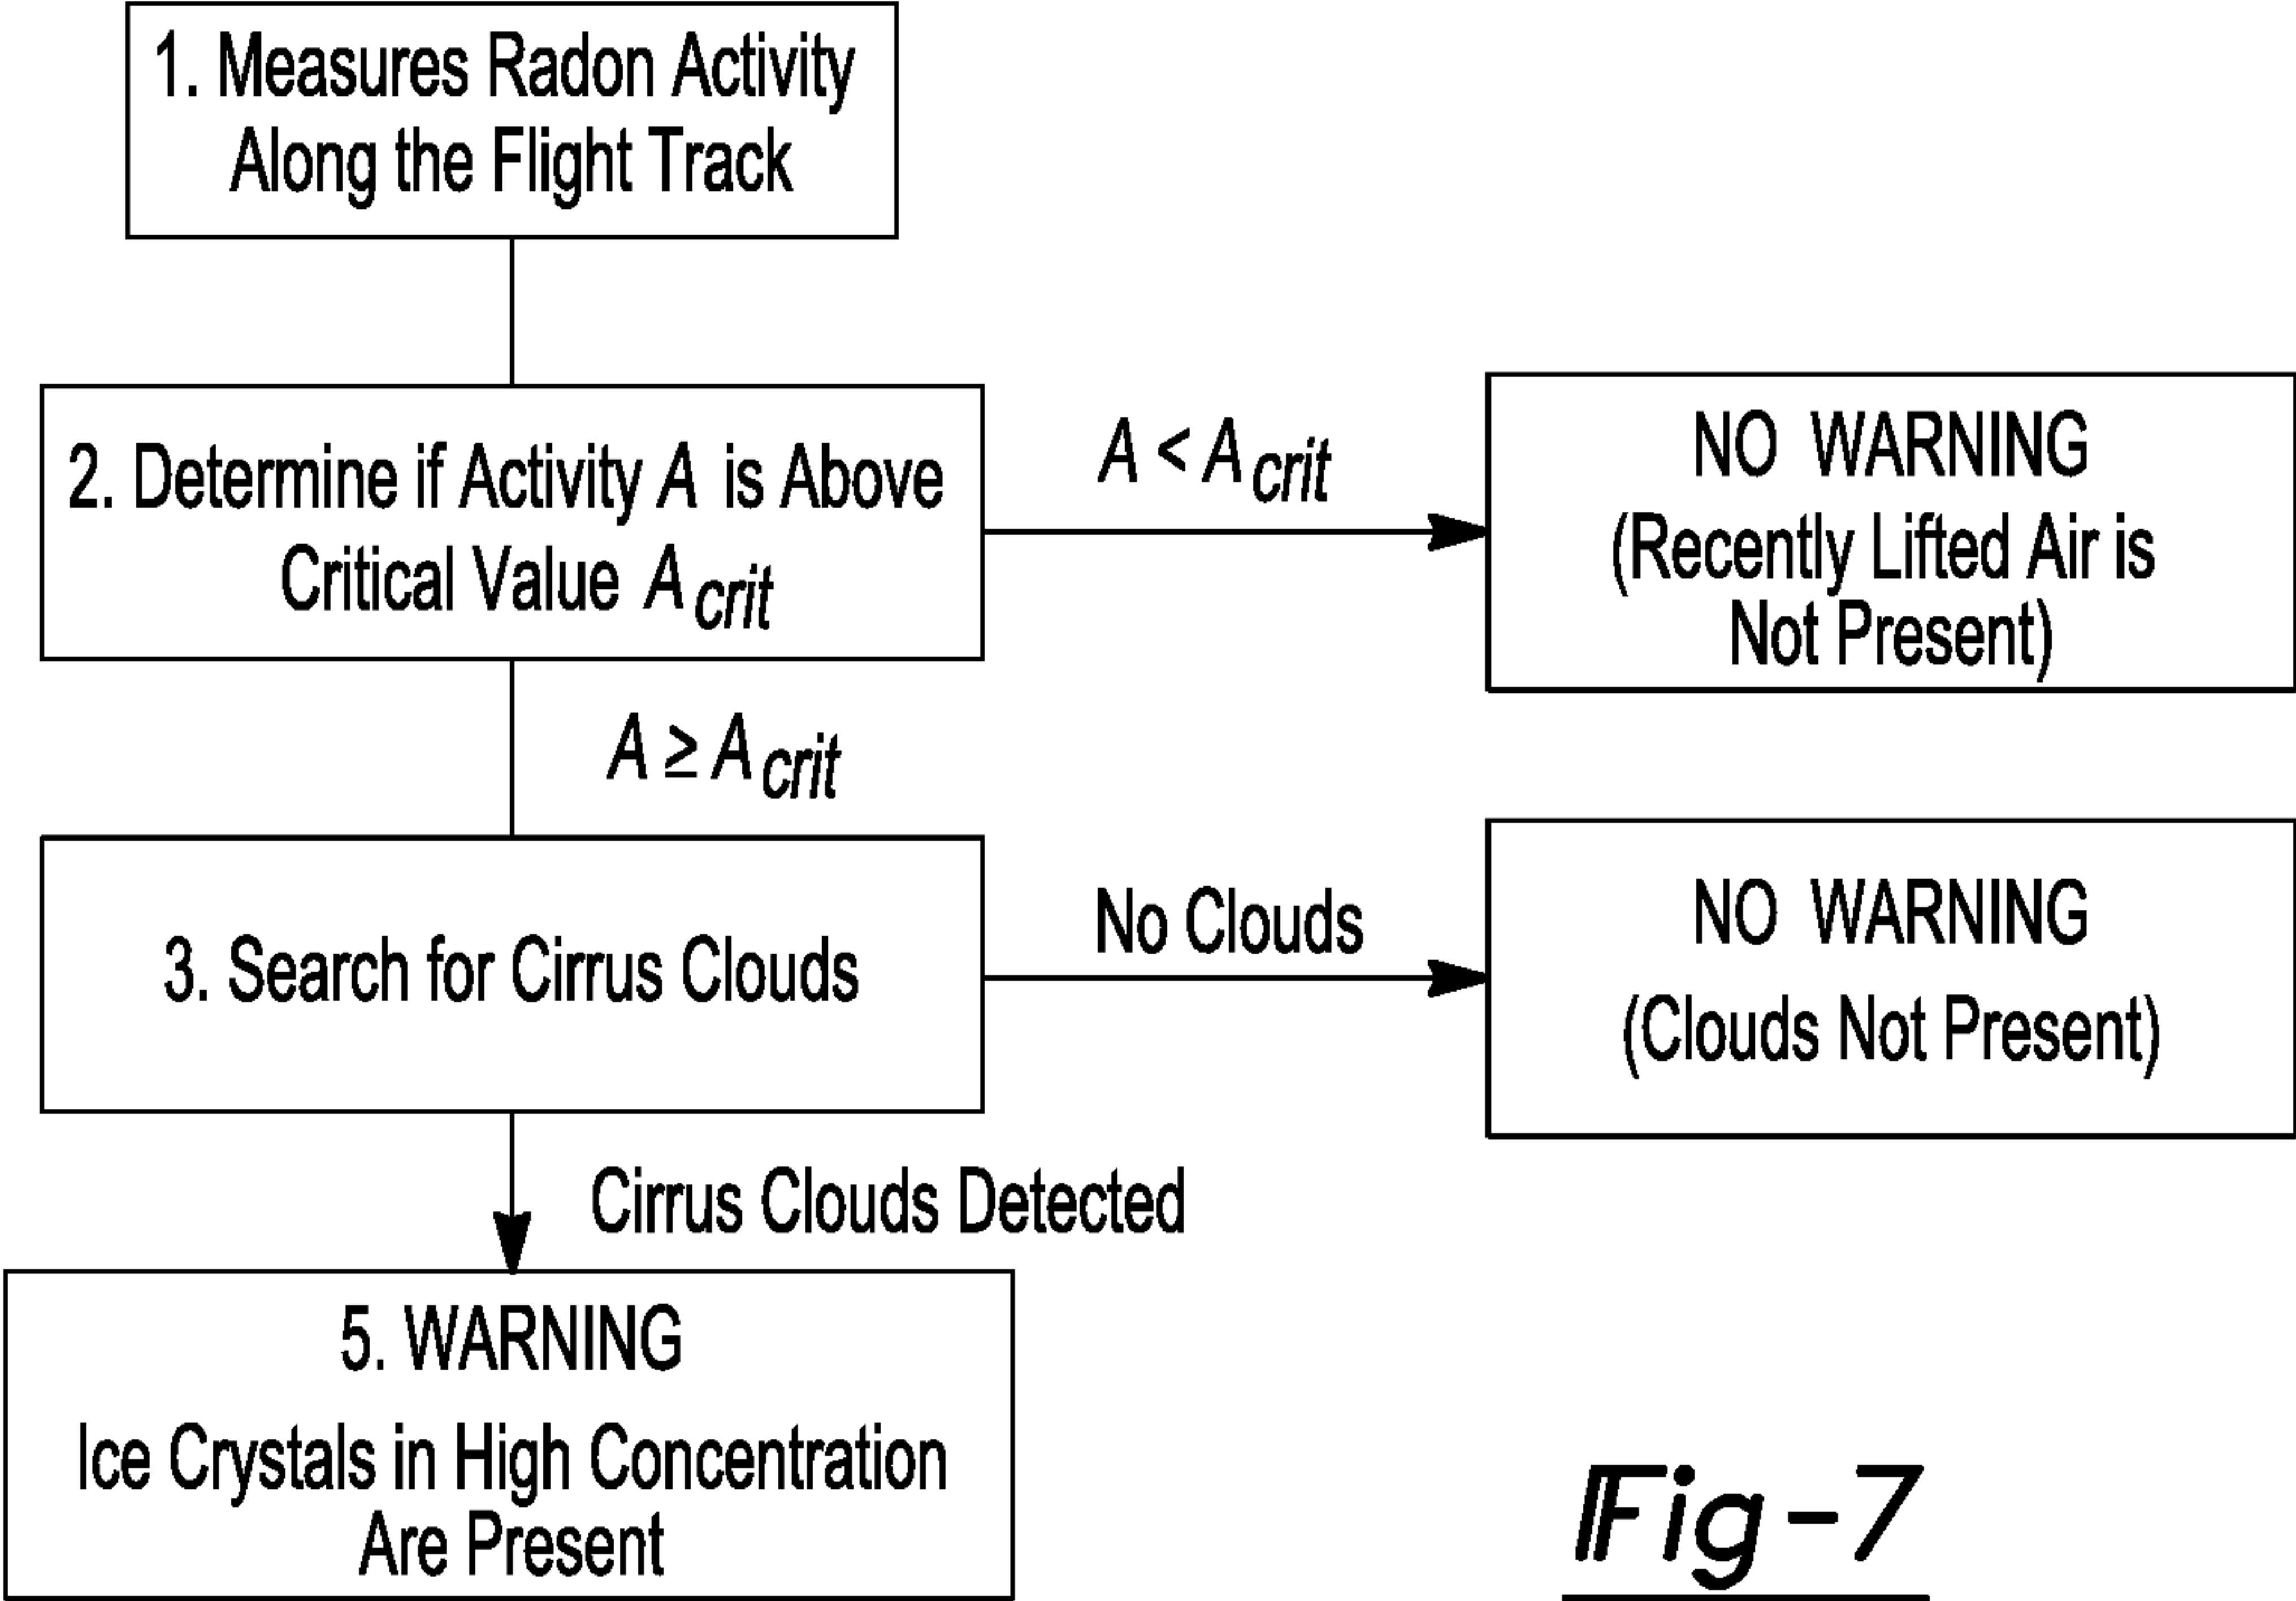 1. Measures Radon Activity
Along the Flight Track
2. Determine if Activity A is Above
Critical Value A crit
A < A crit
NO WARNING
(Recently Lifted Air is
Not Present)
A ≥ A crit
3. Search for Cirrus Clouds
No Clouds
NO WARNING
(Clouds Not Present)
Cirrus Clouds Detected
5. WARNING
Ice Crystals in High Concentration
Are Present
Fig-7